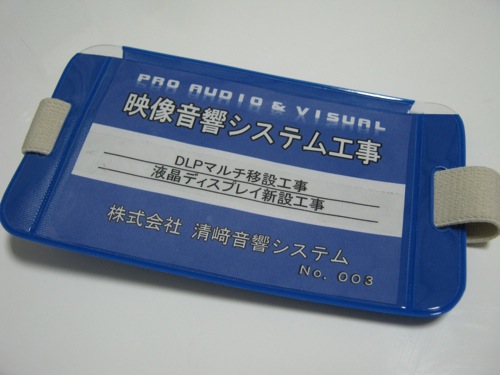 PRO AUDIO & VISUAL
映像音響システム工事
DLPマルチ移設工事
液晶ディスプレイ新設工事
株式会社 清﨑音響システム
No. 003